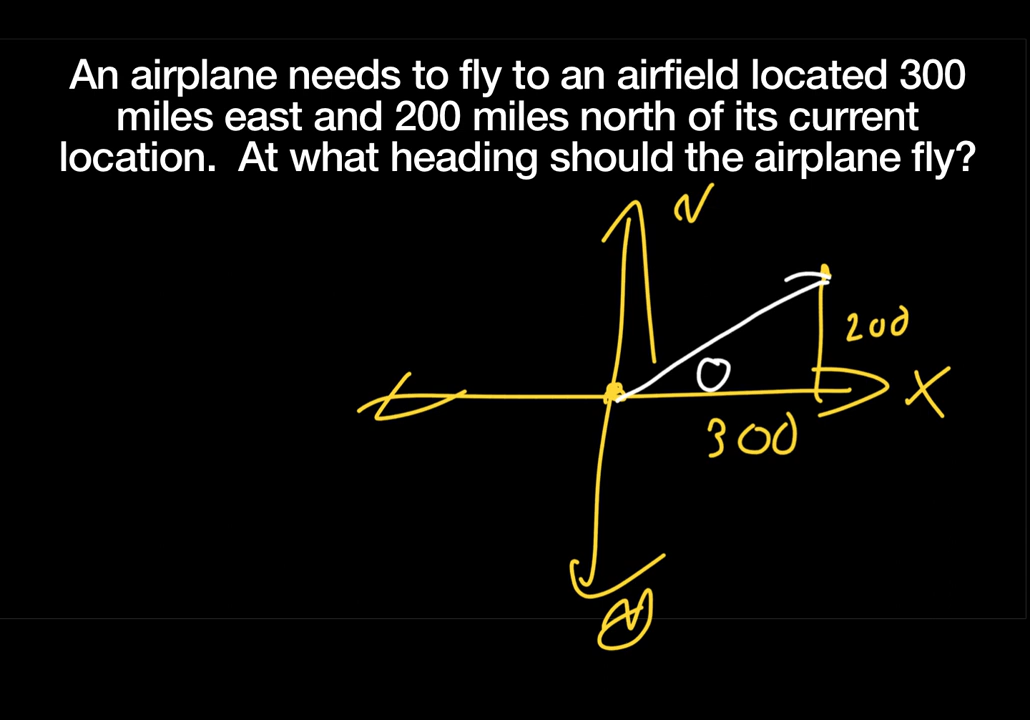 An airplane needs to fly to an airfield located 300
miles east and 200 miles north of its current
location. At what heading should the airplane fly?
N
200
X
300